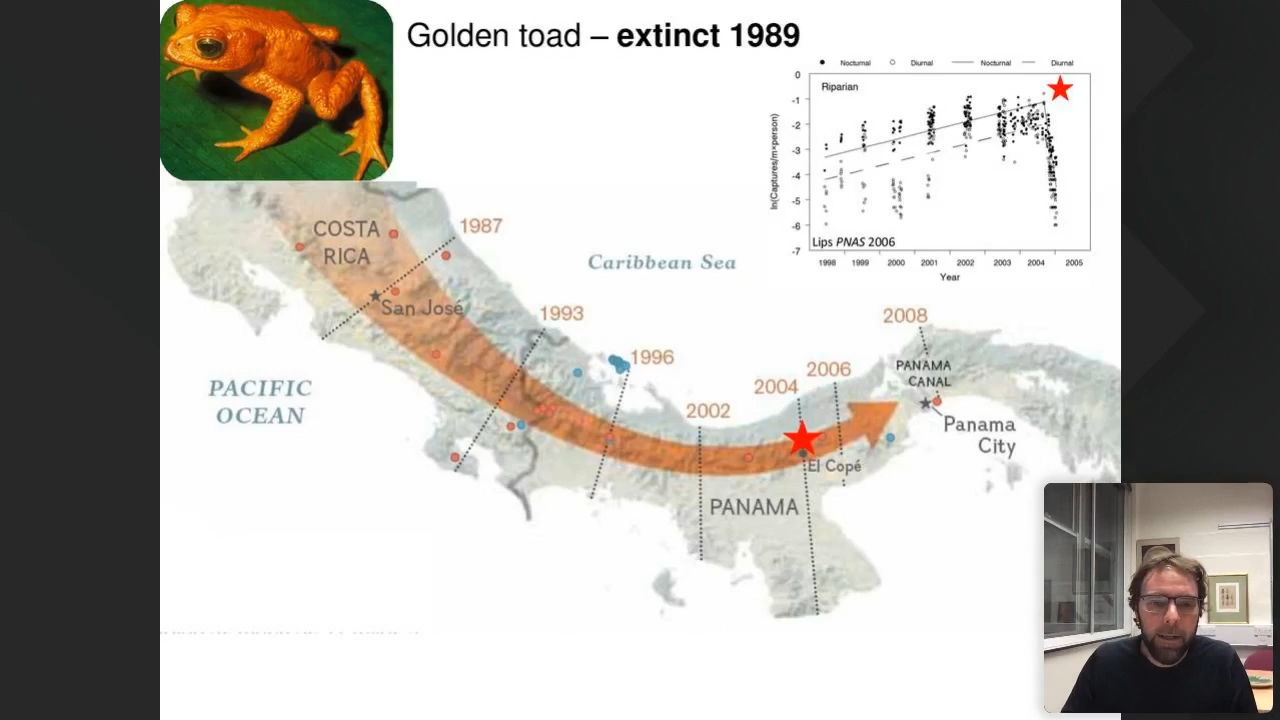 Golden toad – extinct 1989
Nocturnal Diurnal Nocturnal Diurnal
Riparian
0
-1
-2
-3
-4
-5
-6
-7
ln(Captures/m×person)
Lips PNAS 2006
1998 1999 2000 2001 2002 2003 2004 2005
Year
COSTA
RICA
1987
San José
Caribbean Sea
1993
1996
PACIFIC
OCEAN
2002
2004
2006
2008
PANAMA
CANAL
Panama
City
El Copé
PANAMA